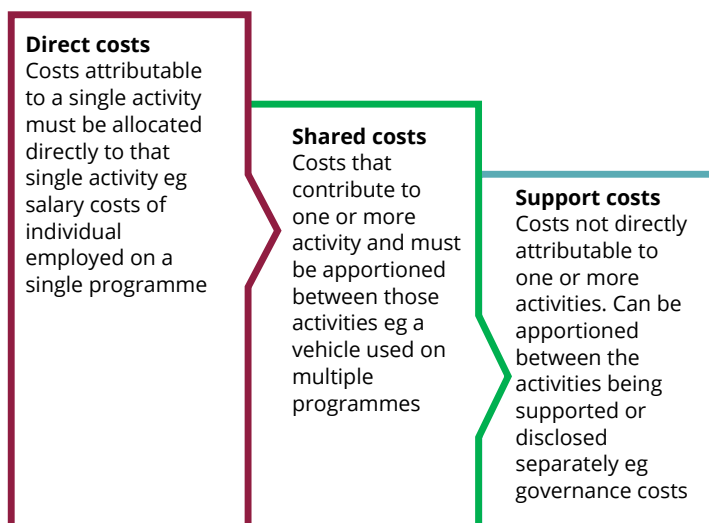 Direct costs
Costs attributable
to a single activity
must be allocated
directly to that
single activity eg
salary costs of
individual
employed on a
single programme
Shared costs
Costs that
contribute to
one or more
activity and must
be apportioned
between those
activities eg a
vehicle used on
multiple
programmes
Support costs
Costs not directly
attributable to
one or more
activities. Can be
apportioned
between the
activities being
supported or
disclosed
separately eg
governance costs